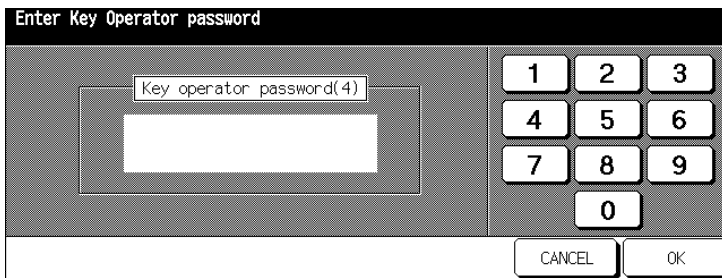 Enter Key Operator password
Key operator password(4)
1 2 3
4 5 6
7 8 9
0
CANCEL OK